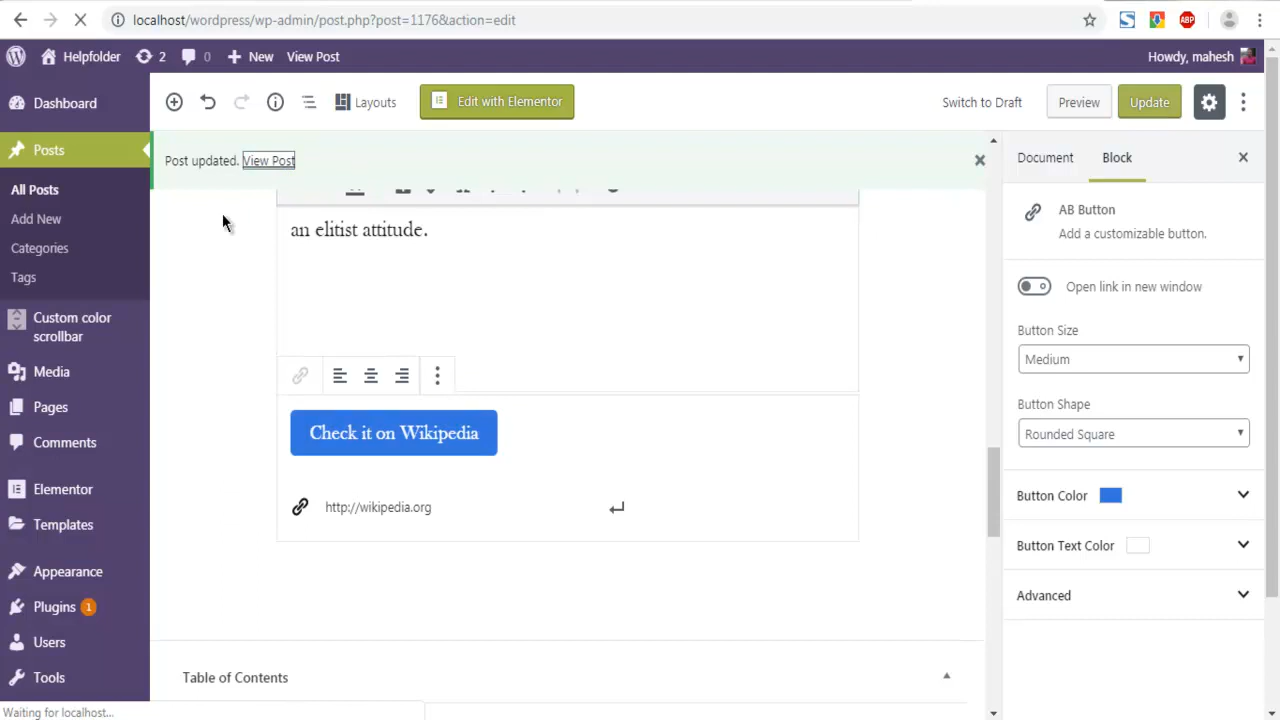 localhost/wordpress/wp-admin/post.php?post=1176&action=edit
ABP
Helpfolder 2 0 New View Post Howdy, mahesh
Dashboard
Posts
All Posts
Add New
Categories
Tags
Custom color
scrollbar
Media
Pages
Comments
Elementor
Templates
Appearance
Plugins 1
Users
Tools
Layouts Edit with Elementor Switch to Draft Preview Update
Post updated. View Post
an elitist attitude.
Check it on Wikipedia
http://wikipedia.org
Table of Contents
Document Block
AB Button
Add a customizable button.
Open link in new window
Button Size
Medium
Button Shape
Rounded Square
Button Color
Button Text Color
Advanced
Waiting for localhost...